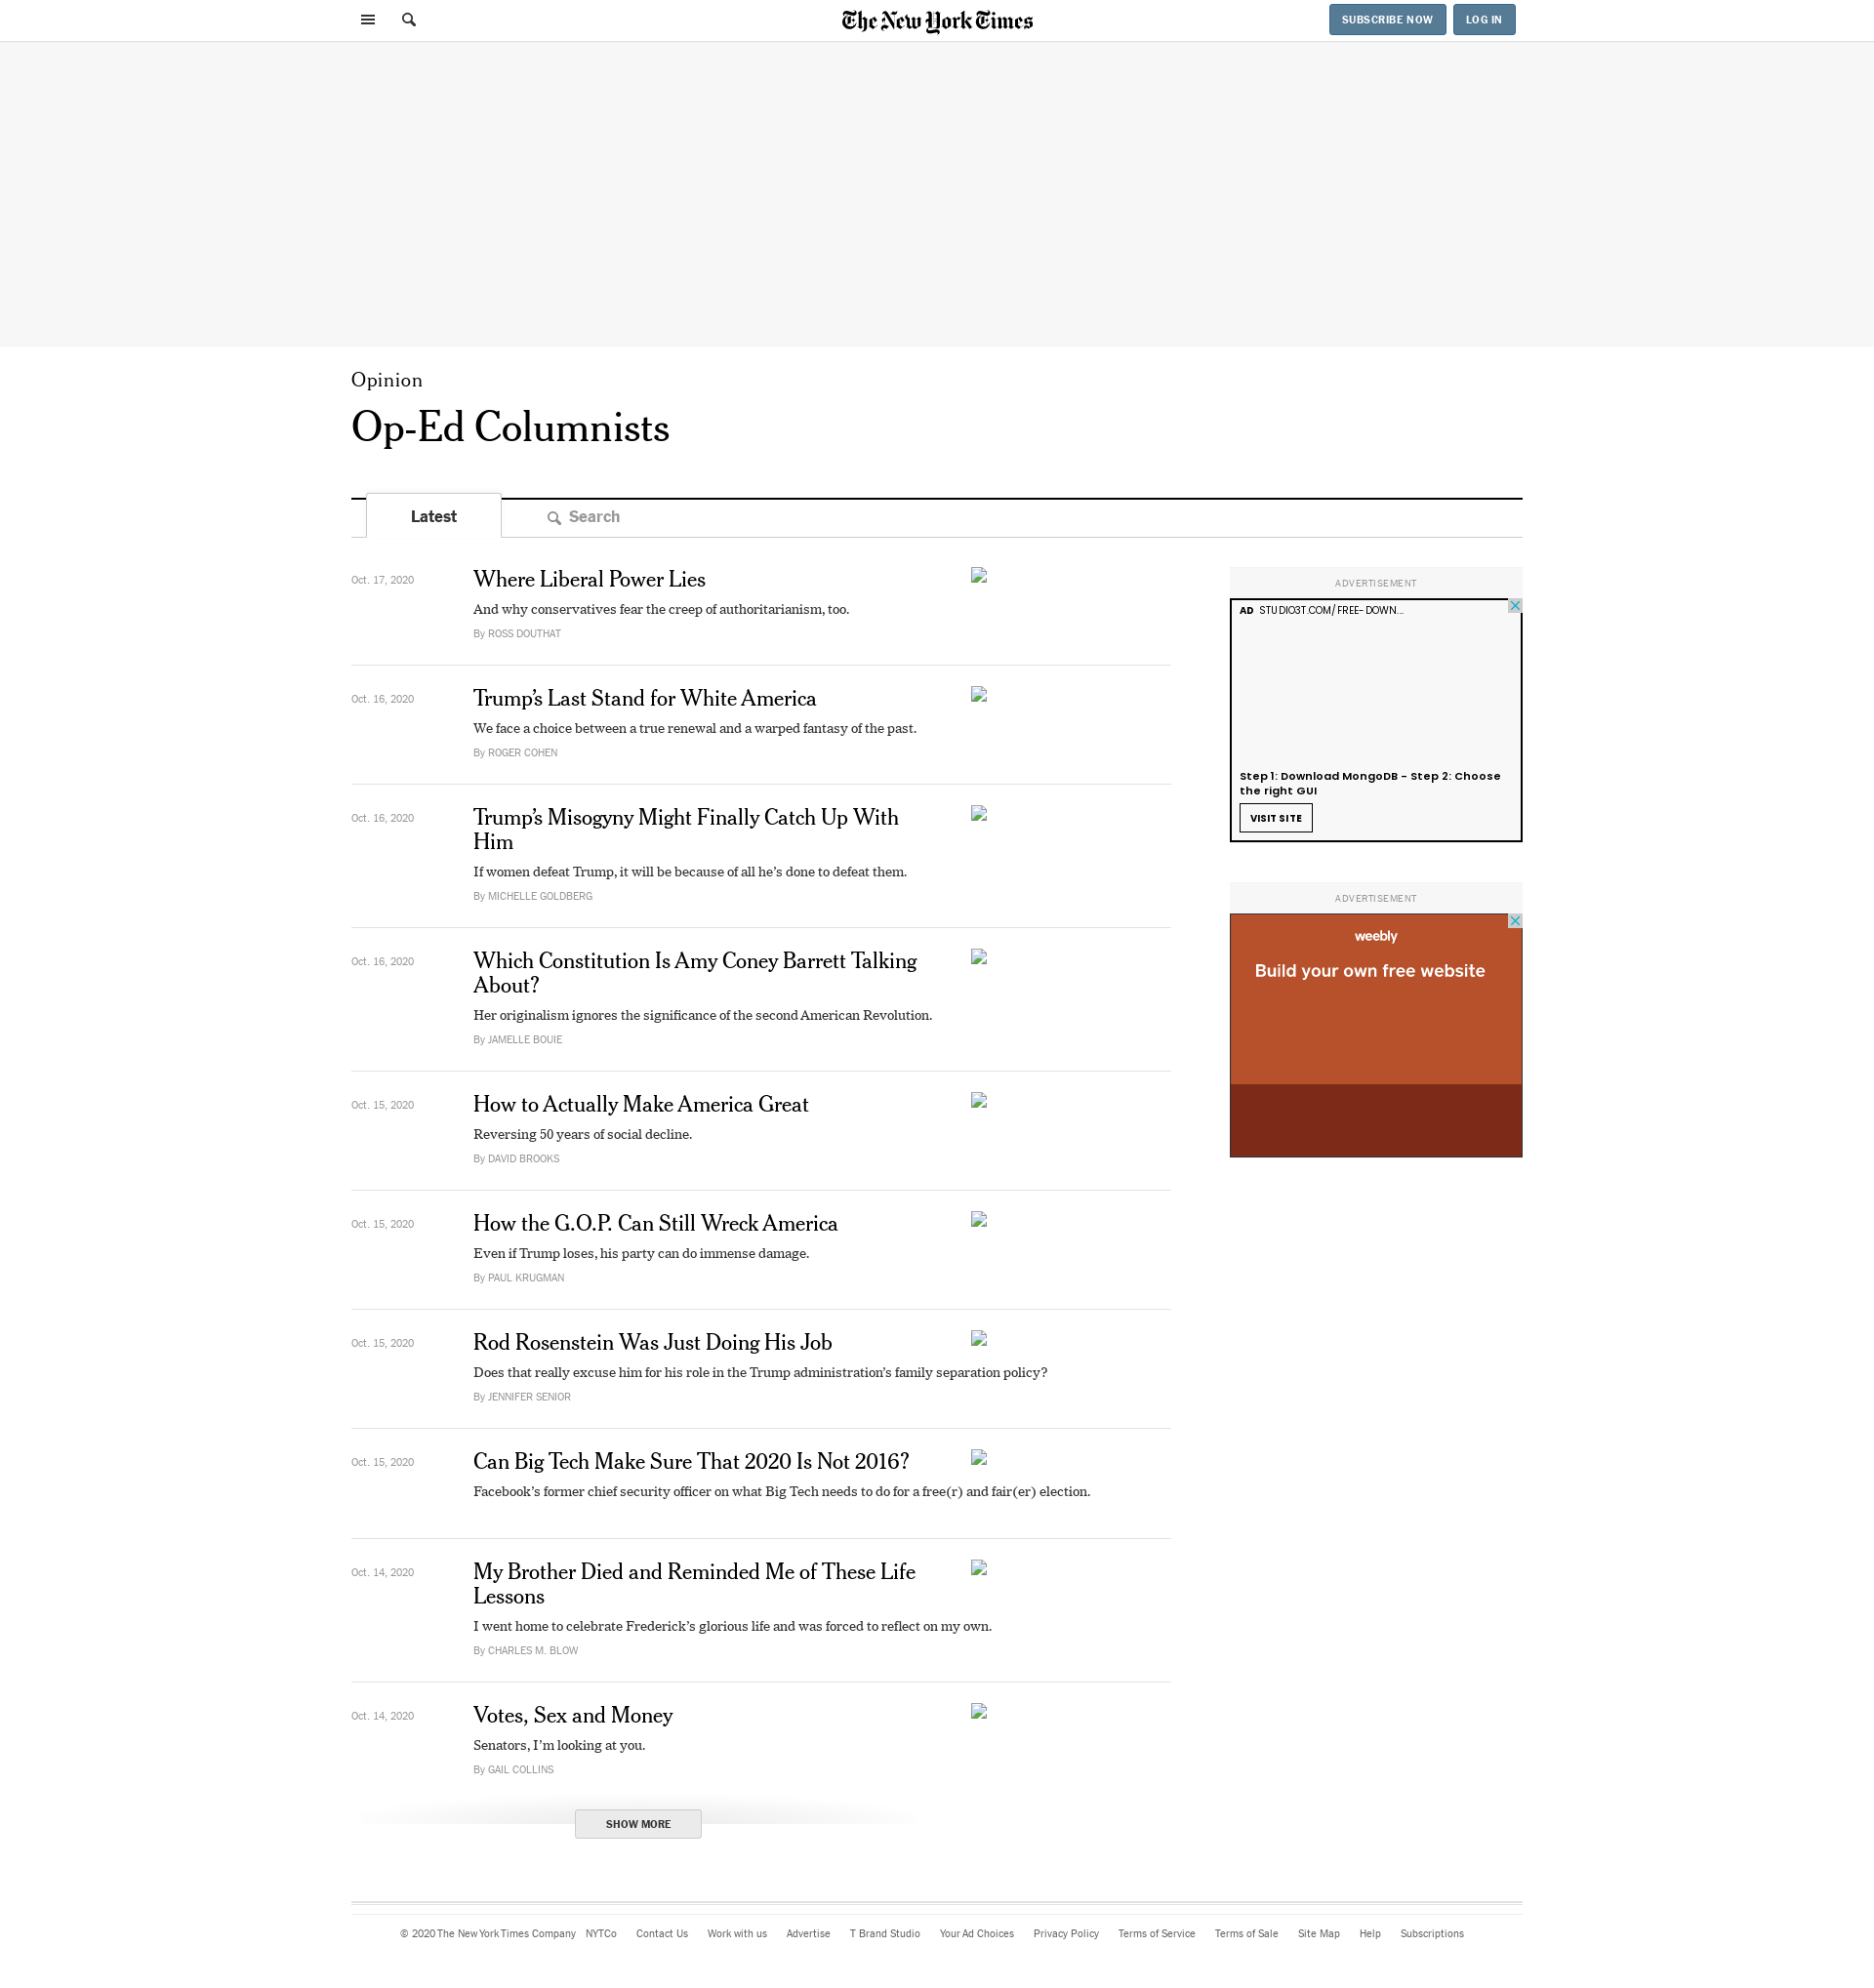 The New York Times
SUBSCRIBE NOW
LOG IN
Opinion
Op-Ed Columnists
Latest
Search
Oct. 17, 2020
Where Liberal Power Lies
And why conservatives fear the creep of authoritarianism, too.
By ROSS DOUTHAT
Oct. 16, 2020
Trump’s Last Stand for White America
We face a choice between a true renewal and a warped fantasy of the past.
By ROGER COHEN
Oct. 16, 2020
Trump’s Misogyny Might Finally Catch Up With
Him
If women defeat Trump, it will be because of all he’s done to defeat them.
By MICHELLE GOLDBERG
Oct. 16, 2020
Which Constitution Is Amy Coney Barrett Talking
About?
Her originalism ignores the significance of the second American Revolution.
By JAMELLE BOUIE
Oct. 15, 2020
How to Actually Make America Great
Reversing 50 years of social decline.
By DAVID BROOKS
Oct. 15, 2020
How the G.O.P. Can Still Wreck America
Even if Trump loses, his party can do immense damage.
By PAUL KRUGMAN
Oct. 15, 2020
Rod Rosenstein Was Just Doing His Job
Does that really excuse him for his role in the Trump administration’s family separation policy?
By JENNIFER SENIOR
Oct. 15, 2020
Can Big Tech Make Sure That 2020 Is Not 2016?
Facebook’s former chief security officer on what Big Tech needs to do for a free(r) and fair(er) election.
Oct. 14, 2020
My Brother Died and Reminded Me of These Life
Lessons
I went home to celebrate Frederick’s glorious life and was forced to reflect on my own.
By CHARLES M. BLOW
Oct. 14, 2020
Votes, Sex and Money
Senators, I’m looking at you.
By GAIL COLLINS
SHOW MORE
ADVERTISEMENT
AD STUDIO3T.COM/FREE-DOWN...
Step 1: Download MongoDB - Step 2: Choose
the right GUI
VISIT SITE
ADVERTISEMENT
weebly
Build your own free website
© 2020 The New York Times Company NYTCo Contact Us Work with us Advertise T Brand Studio Your Ad Choices Privacy Policy Terms of Service Terms of Sale Site Map Help Subscriptions